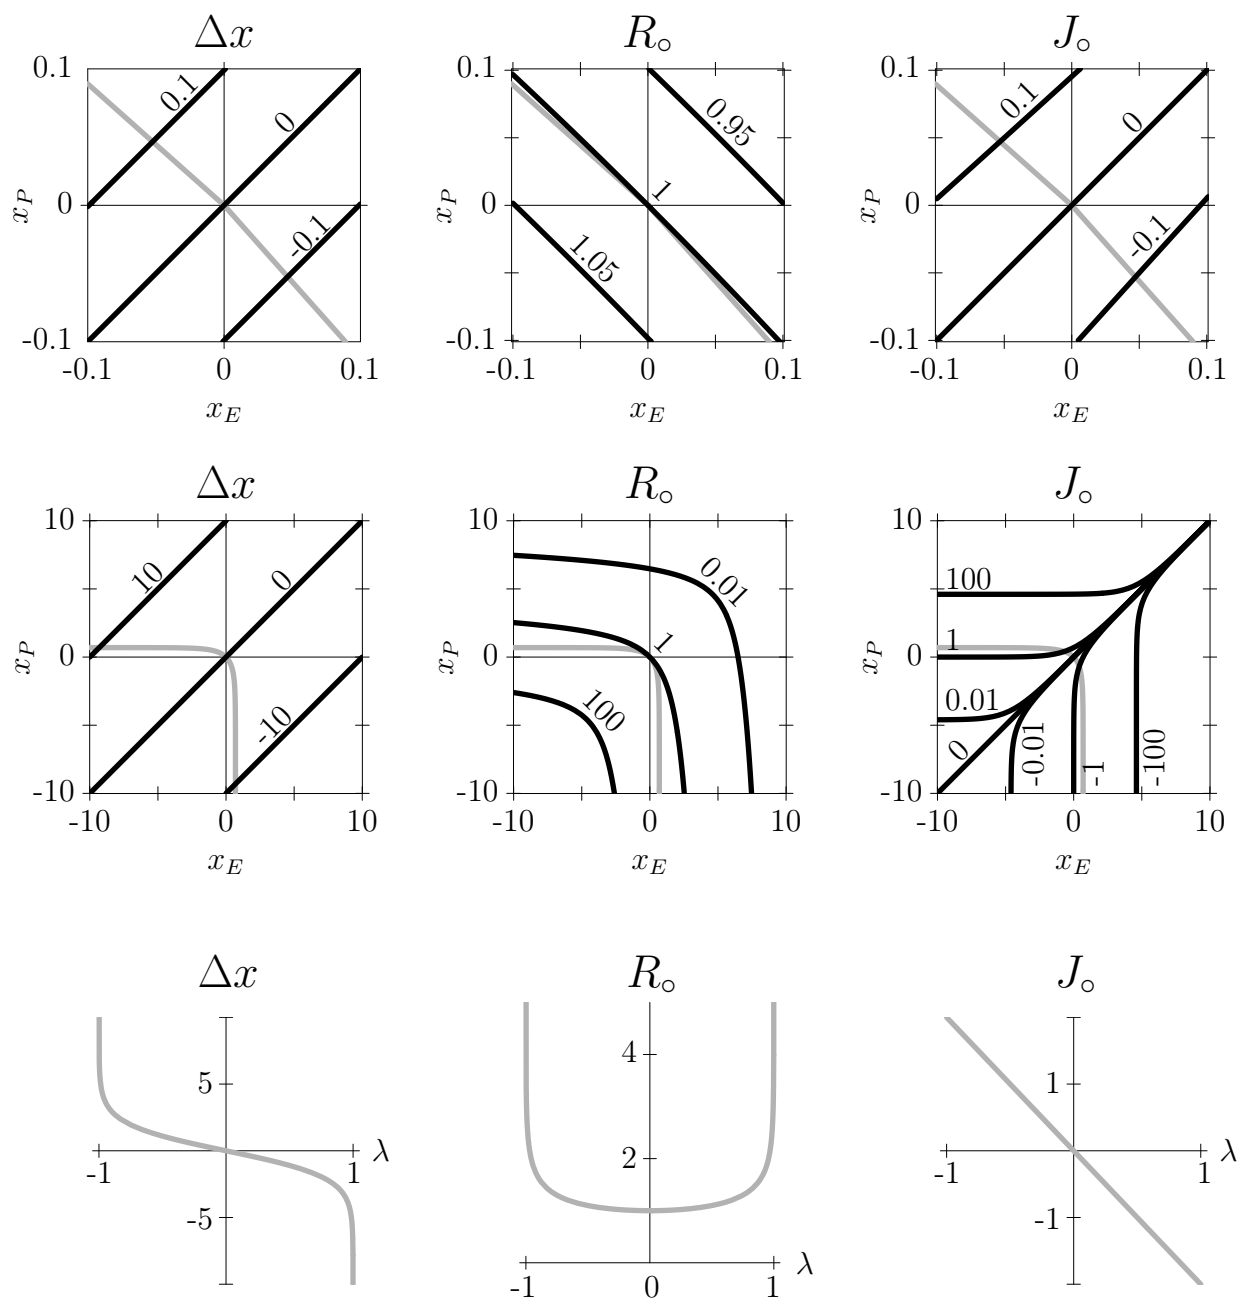 Δx R∘ J∘
0.1 0.1 0.1
0.1 0 0.95 0.1 0
1
x_P 0 x_P 0 x_P 0
-0.1 1.05 -0.1
-0.1 -0.1 -0.1
-0.1 0 0.1 -0.1 0 0.1 -0.1 0 0.1
x_E x_E x_E
Δx R∘ J∘
10 10 10
10 0 0.01 100
1 1
x_P 0 x_P 0 x_P 0
-10 100 0.01
0 -0.01 -1 -100
-10 -10 -10
-10 0 10 -10 0 10 -10 0 10
x_E x_E x_E
Δx R∘ J∘
5 4 1
-1 1 λ 2 -1 1 λ
-5 -1
-1 0 1 λ